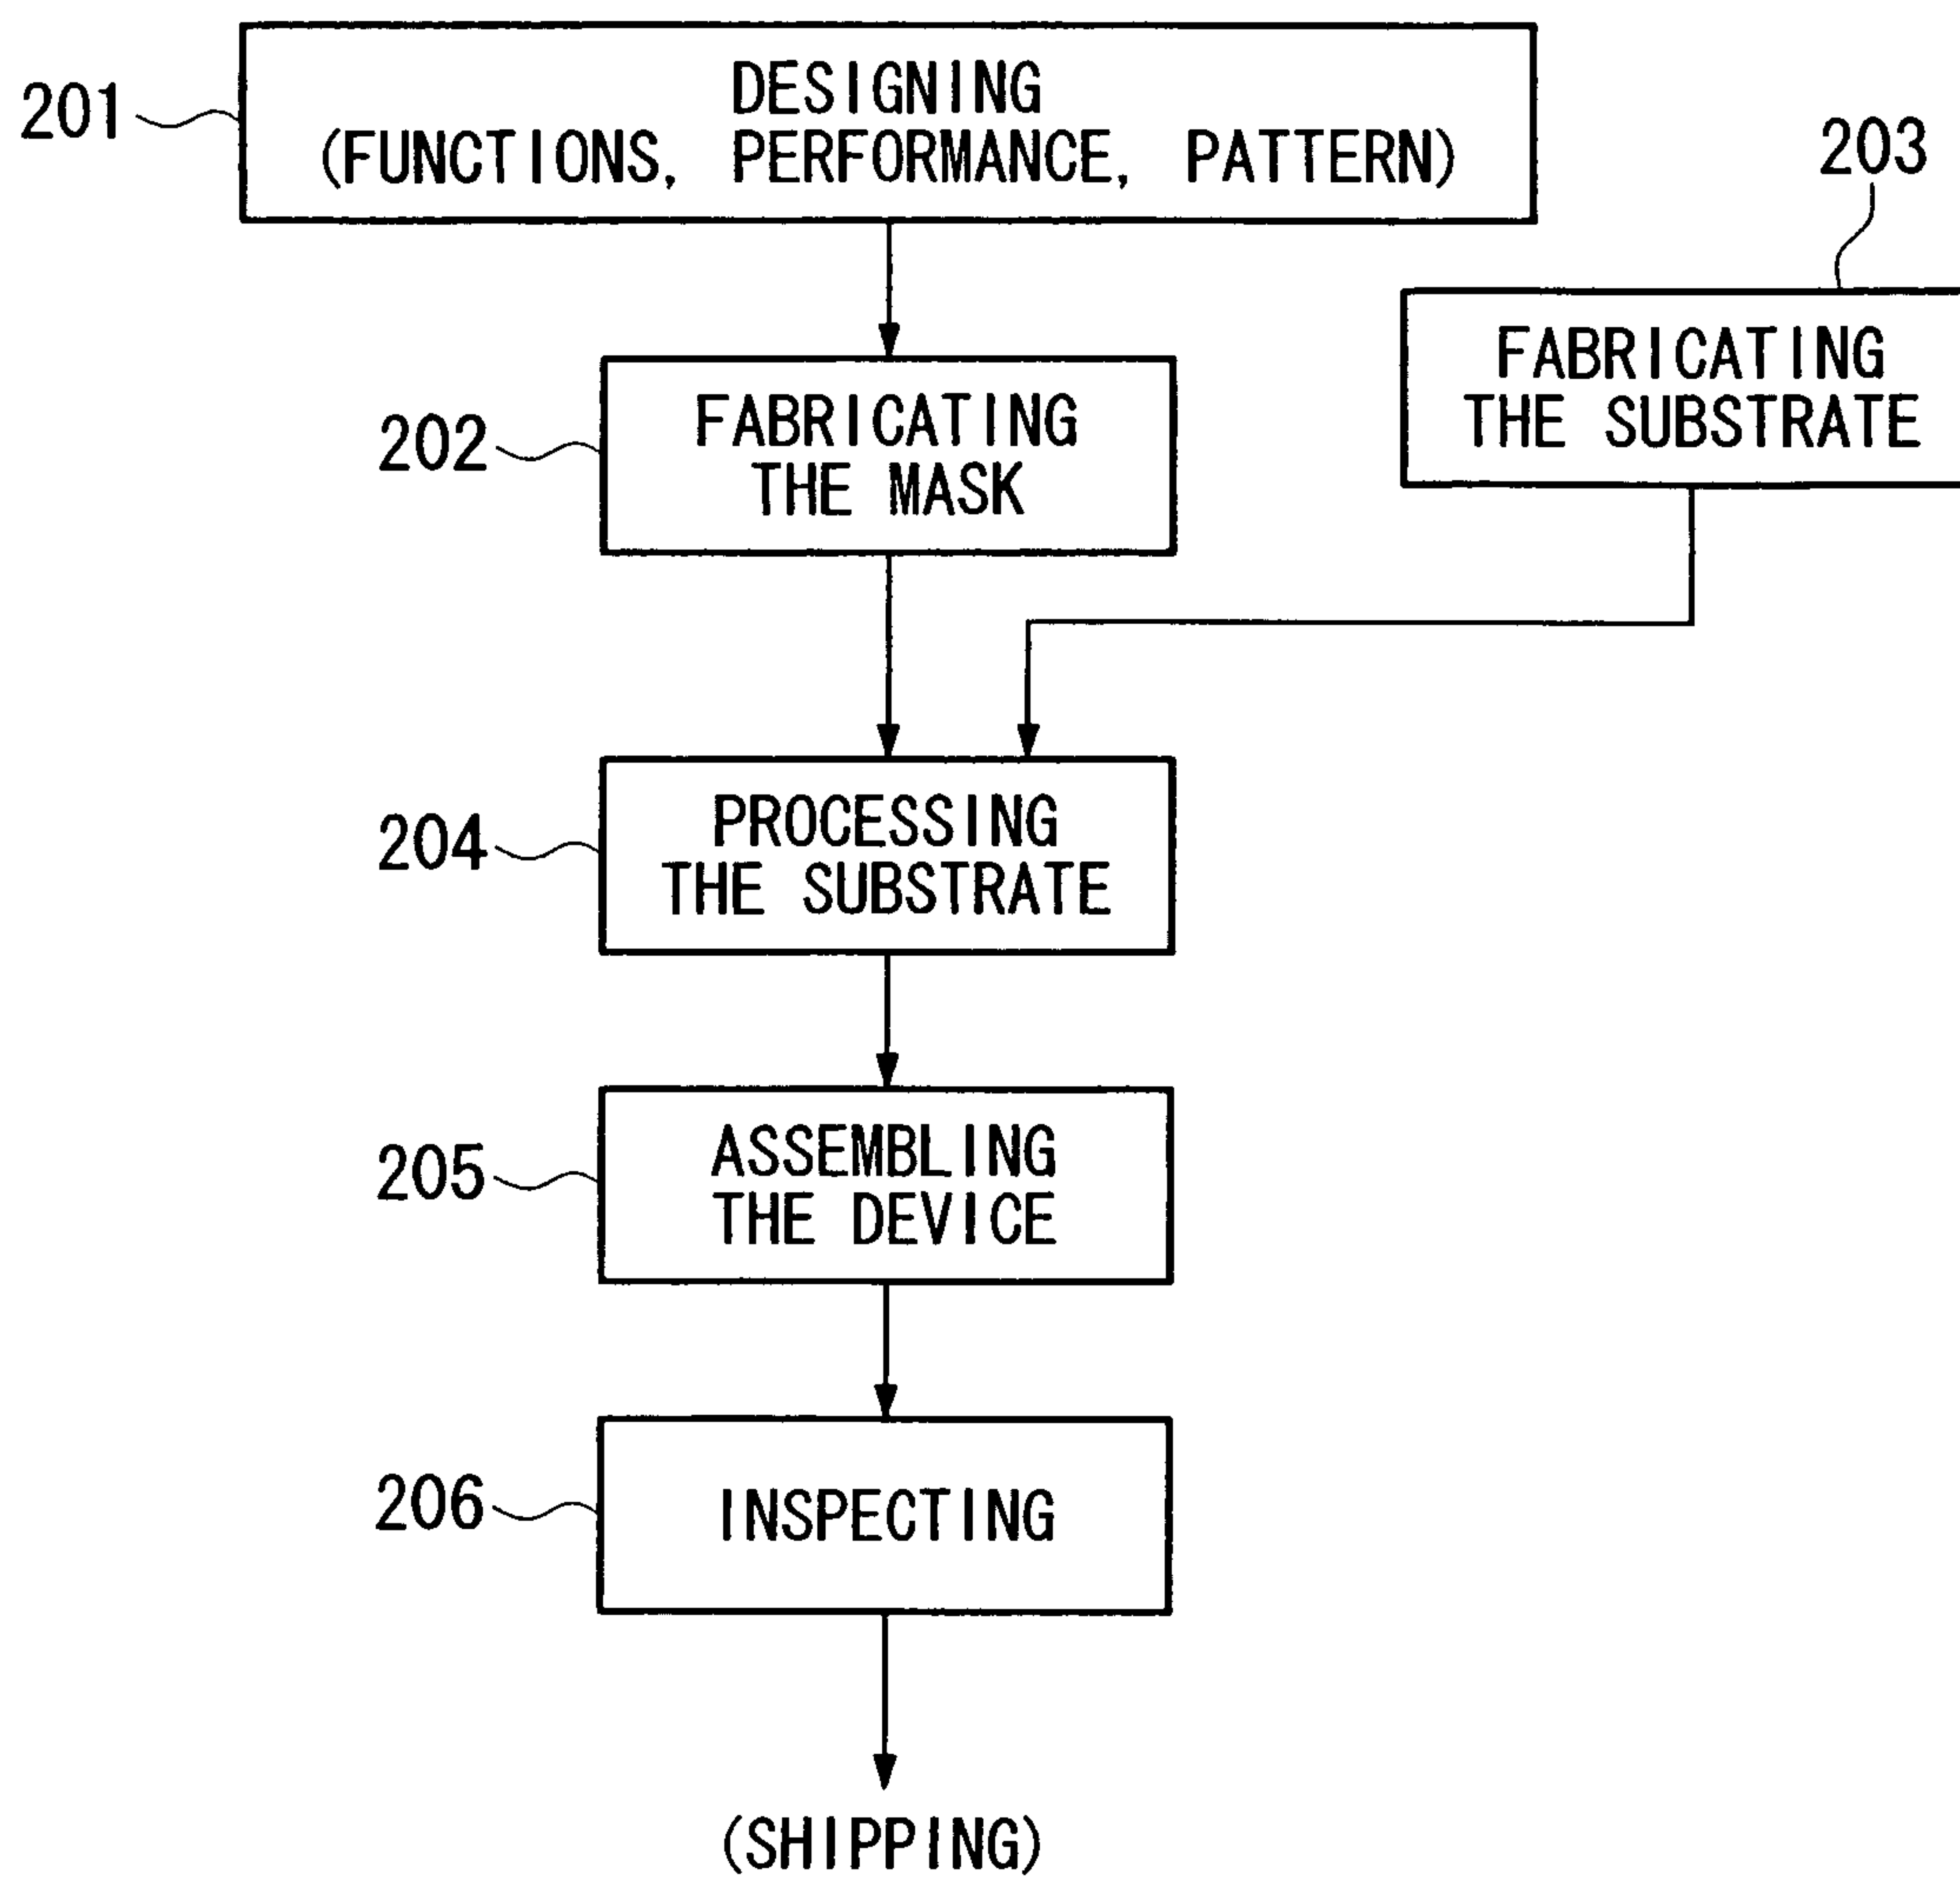 201
DESIGNING
(FUNCTIONS, PERFORMANCE, PATTERN)
203
FABRICATING
THE SUBSTRATE
202
FABRICATING
THE MASK
204
PROCESSING
THE SUBSTRATE
205
ASSEMBLING
THE DEVICE
206
INSPECTING
(SHIPPING)